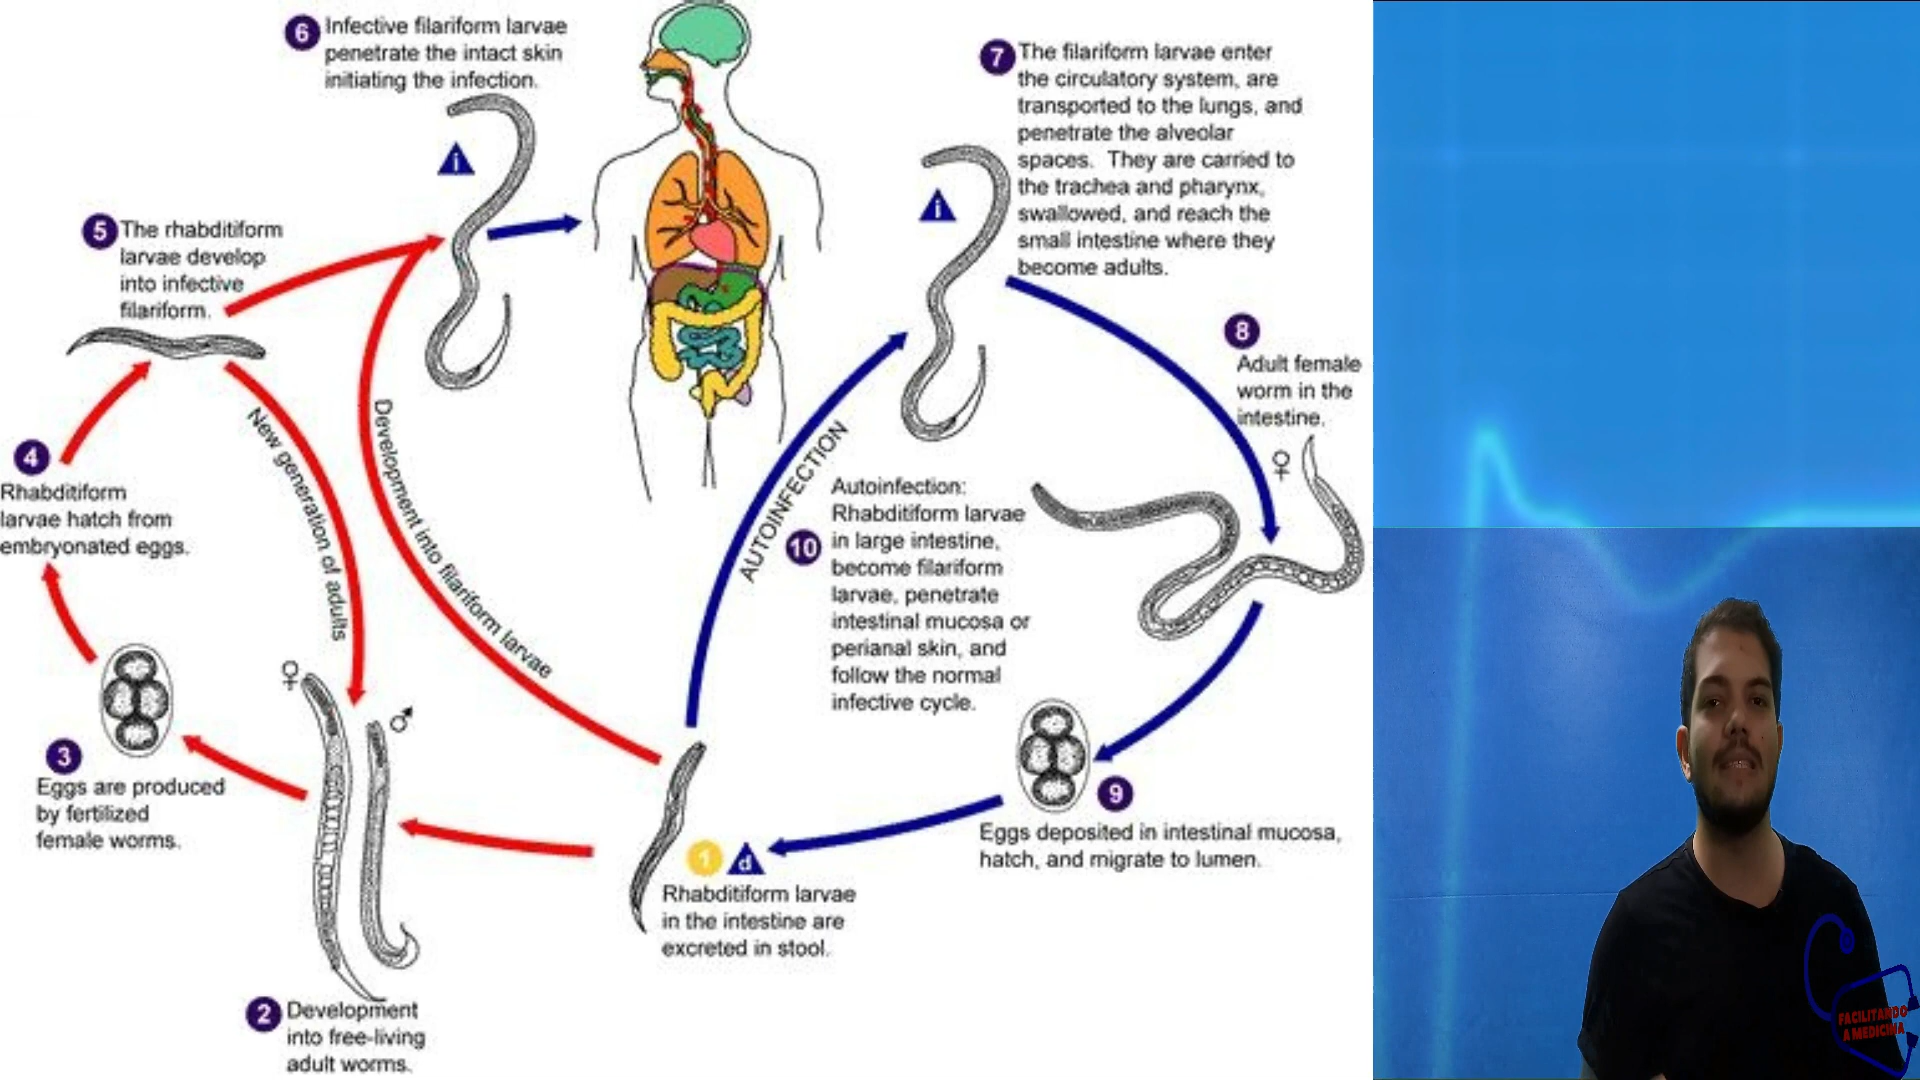 6
Infective filariform larvae
penetrate the intact skin
initiating the infection.
i
7
The filariform larvae enter
the circulatory system, are
transported to the lungs, and
penetrate the alveolar
spaces. They are carried to
the trachea and pharynx,
swallowed, and reach the
small intestine where they
become adults.
i
5
The rhabditiform
larvae develop
into infective
filariform.
8
Adult female
worm in the
intestine.
♀
4
Rhabditiform
larvae hatch from
embryonated eggs.
New generation of adults
Development into filariform larvae
AUTOINFECTION
10
Autoinfection:
Rhabditiform larvae
in large intestine,
become filariform
larvae, penetrate
intestinal mucosa or
perianal skin, and
follow the normal
infective cycle.
♀
♂
3
Eggs are produced
by fertilized
female worms.
9
Eggs deposited in intestinal mucosa,
hatch, and migrate to lumen.
1
d
Rhabditiform larvae
in the intestine are
excreted in stool.
2
Development
into free-living
adult worms.
FACILITANDO
A MEDICINA